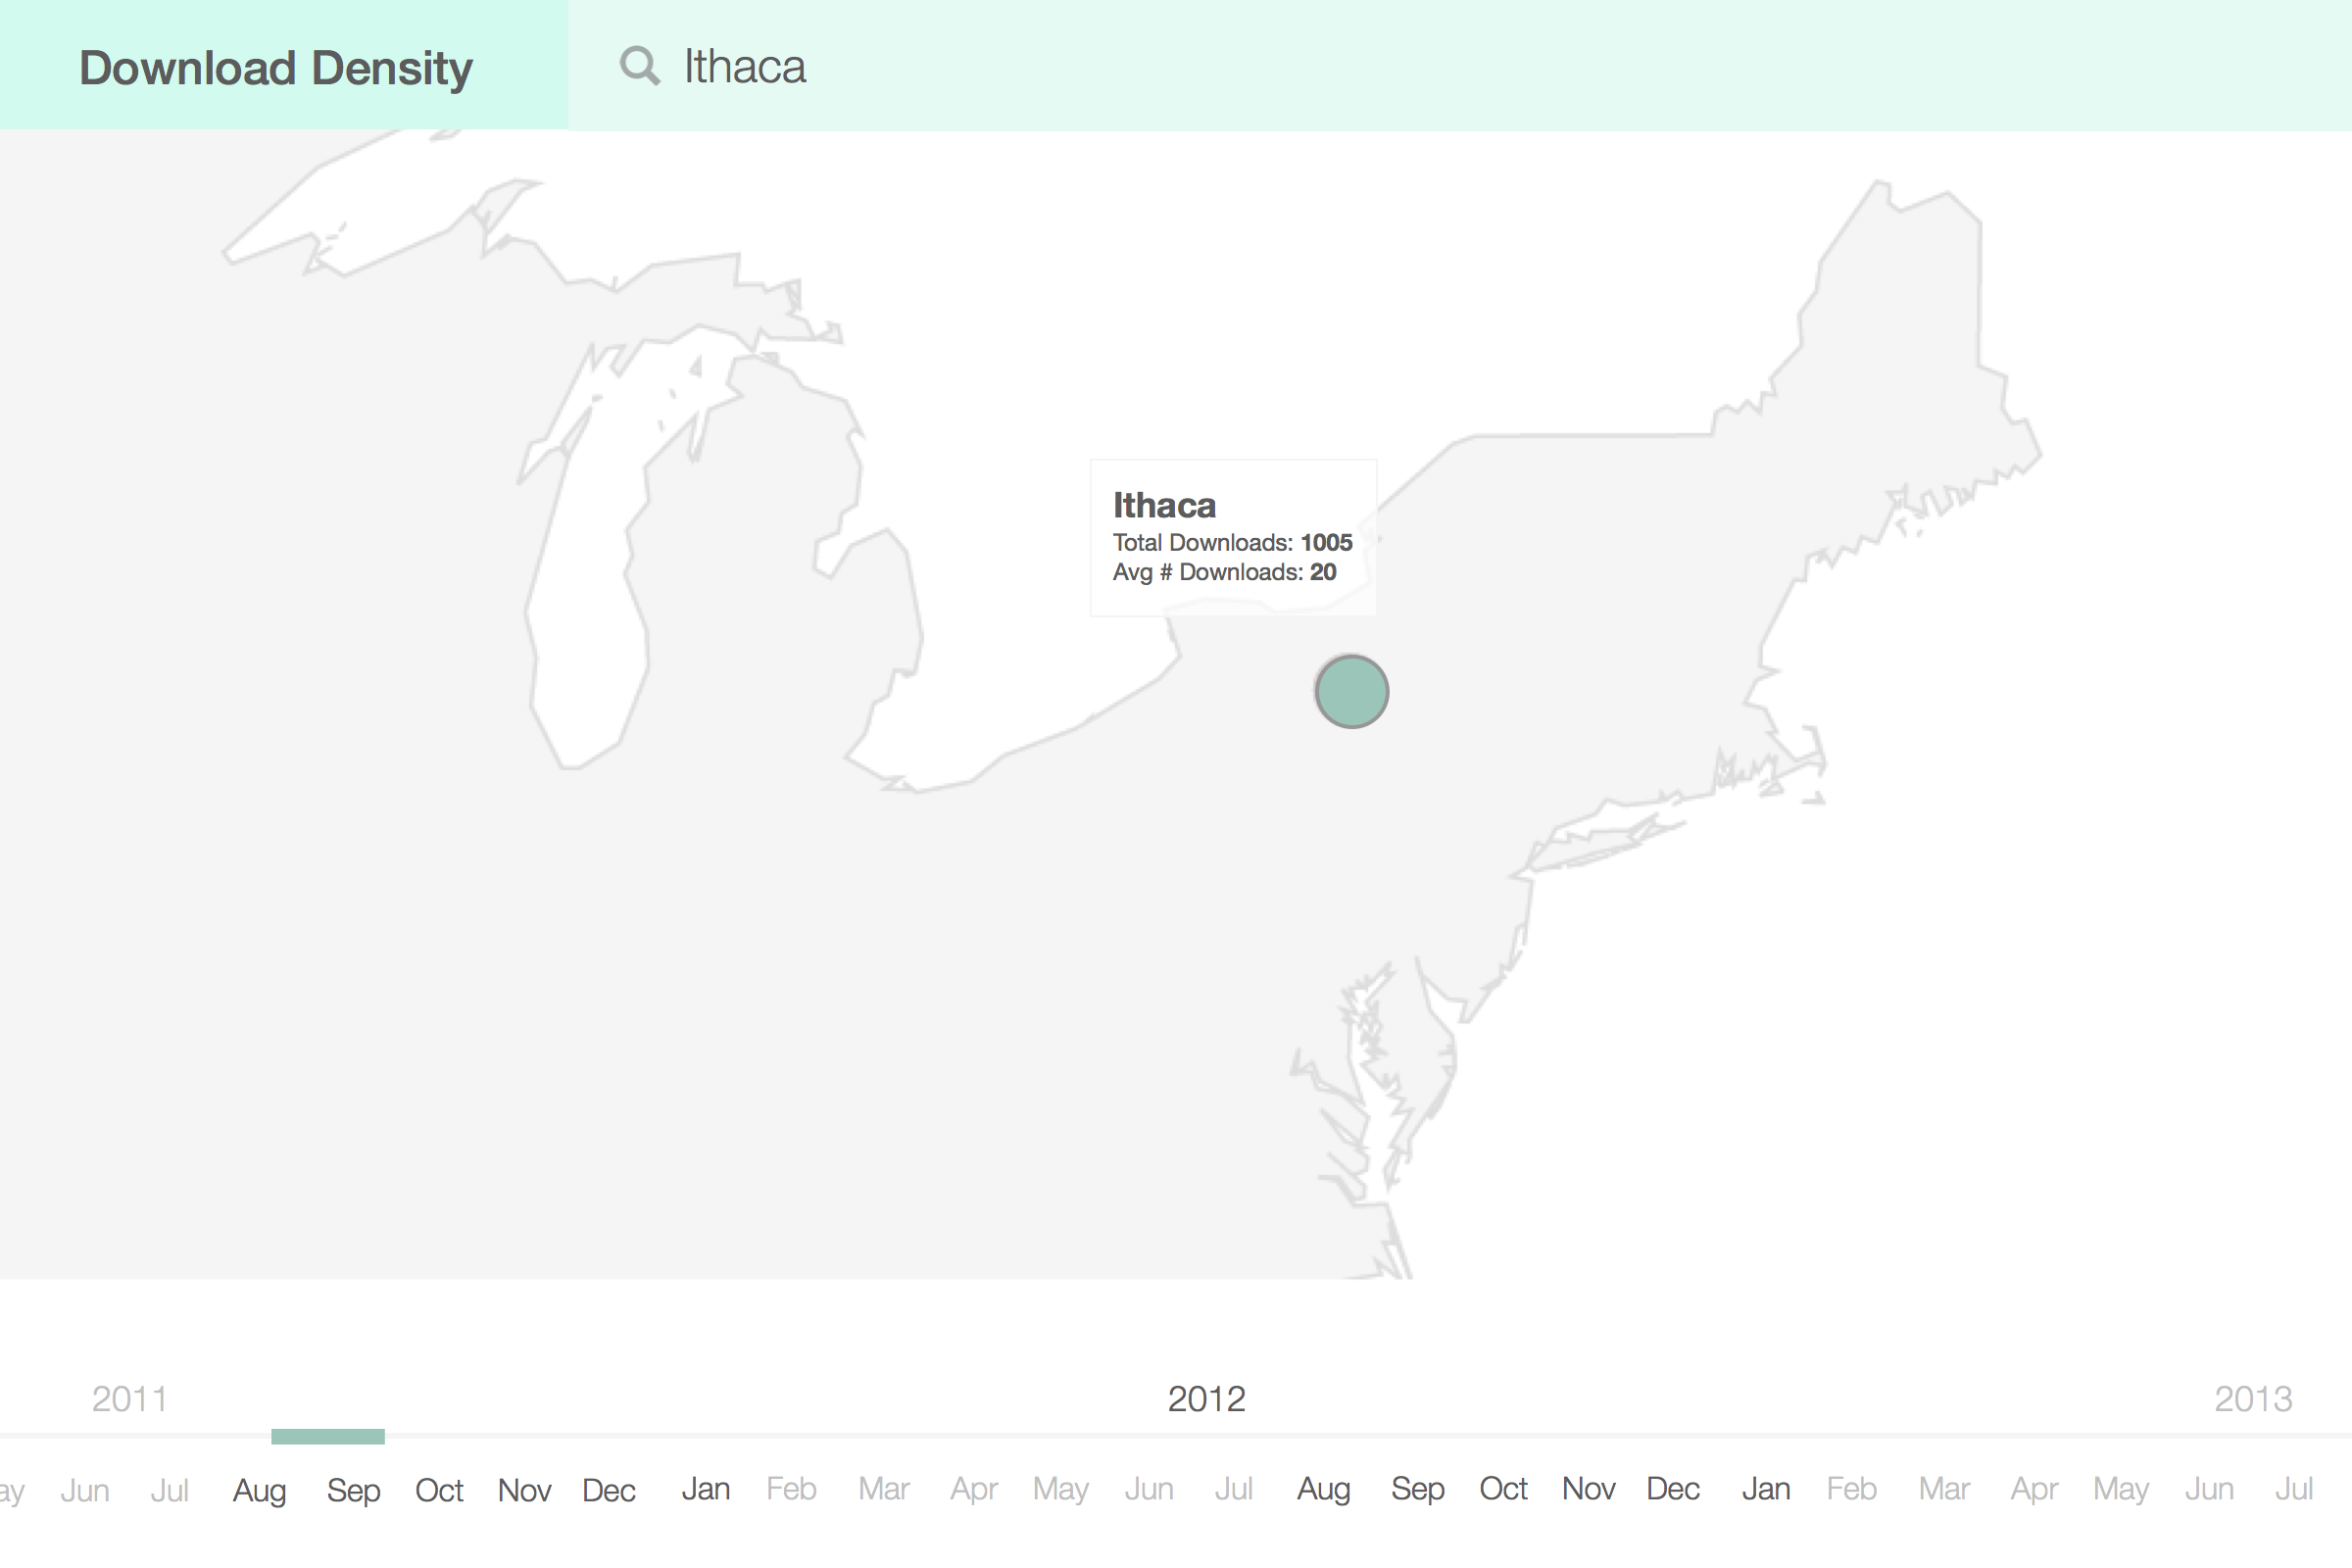 Download Density
Ithaca
Ithaca
Total Downloads: 1005
Avg # Downloads: 20
2011 2012 2013
ay Jun Jul Aug Sep Oct Nov Dec Jan Feb Mar Apr May Jun Jul Aug Sep Oct Nov Dec Jan Feb Mar Apr May Jun Jul